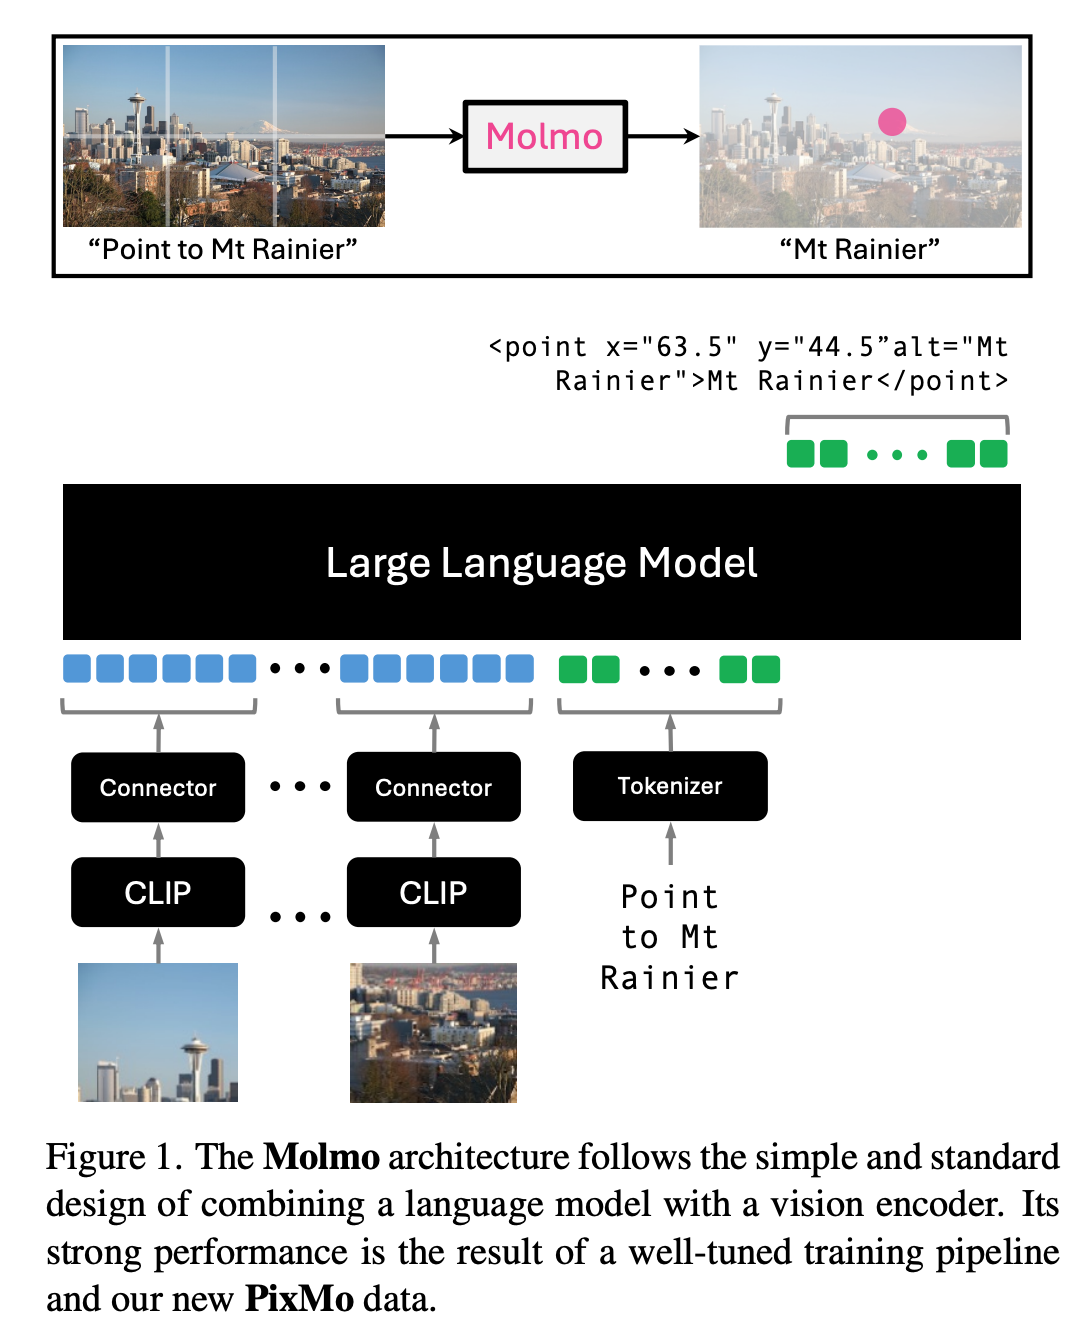 Molmo
“Point to Mt Rainier”
“Mt Rainier”
<point x="63.5" y="44.5”alt="Mt
Rainier">Mt Rainier</point>
Large Language Model
Connector
Connector
Tokenizer
CLIP
CLIP
Point
to Mt
Rainier
Figure 1. The Molmo architecture follows the simple and standard
design of combining a language model with a vision encoder. Its
strong performance is the result of a well-tuned training pipeline
and our new PixMo data.